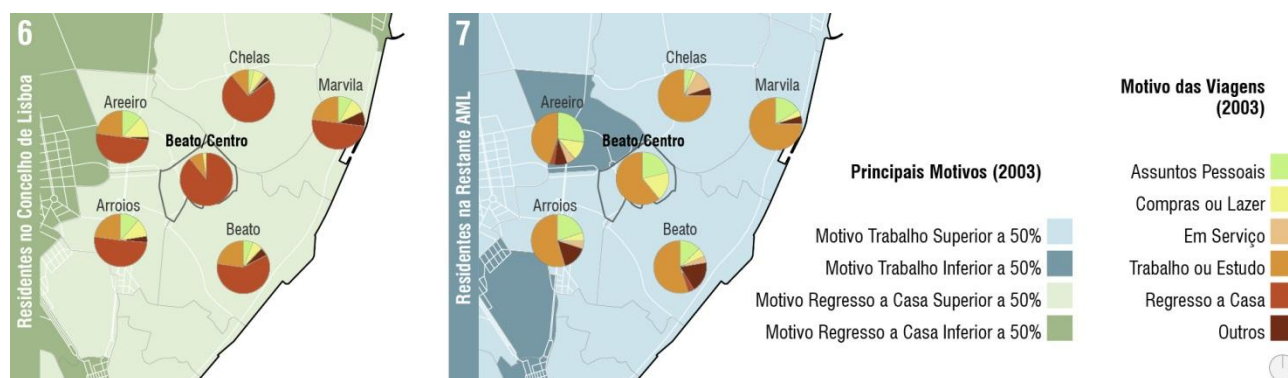 6
Residentes no Concelho de Lisboa
Chelas
Marvila
Areeiro
Beato/Centro
Arroios
Beato
7
Residentes na Restante AML
Chelas
Marvila
Areeiro
Beato/Centro
Arroios
Beato
Principais Motivos (2003)
Motivo Trabalho Superior a 50%
Motivo Trabalho Inferior a 50%
Motivo Regresso a Casa Superior a 50%
Motivo Regresso a Casa Inferior a 50%
Motivo das Viagens
(2003)
Assuntos Pessoais
Compras ou Lazer
Em Serviço
Trabalho ou Estudo
Regresso a Casa
Outros